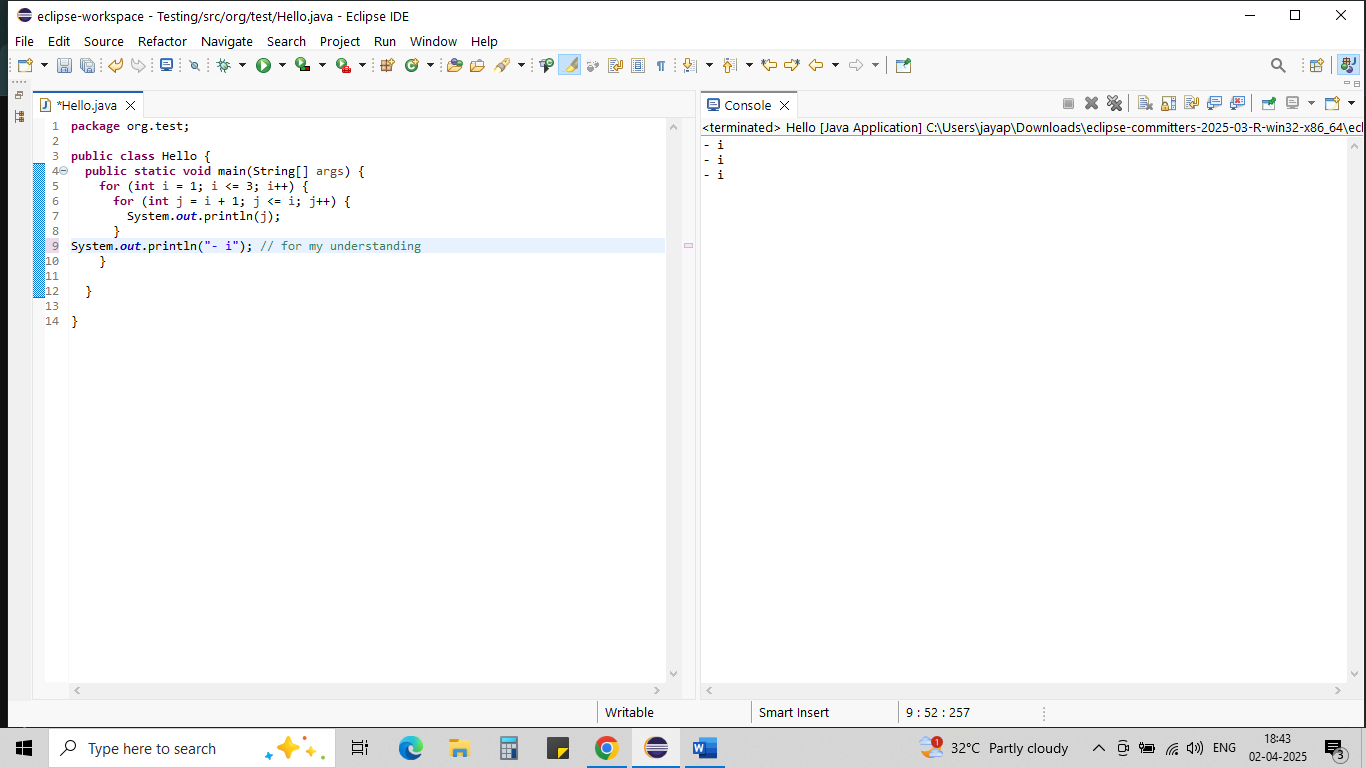 eclipse-workspace - Testing/src/org/test/Hello.java - Eclipse IDE
File Edit Source Refactor Navigate Search Project Run Window Help
*Hello.java
1 package org.test;
2
3 public class Hello {
4 public static void main(String[] args) {
5 for (int i = 1; i <= 3; i++) {
6 for (int j = i + 1; j <= i; j++) {
7 System.out.println(j);
8 }
9 System.out.println("- i"); // for my understanding
10 }
11
12 }
13
14 }
Console
<terminated> Hello [Java Application] C:\Users\jayap\Downloads\eclipse-committers-2025-03-R-win32-x86_64\ecl
- i
- i
- i
Writable Smart Insert 9 : 52 : 257
Type here to search
1 32°C Partly cloudy ENG 18:43
02-04-2025 3